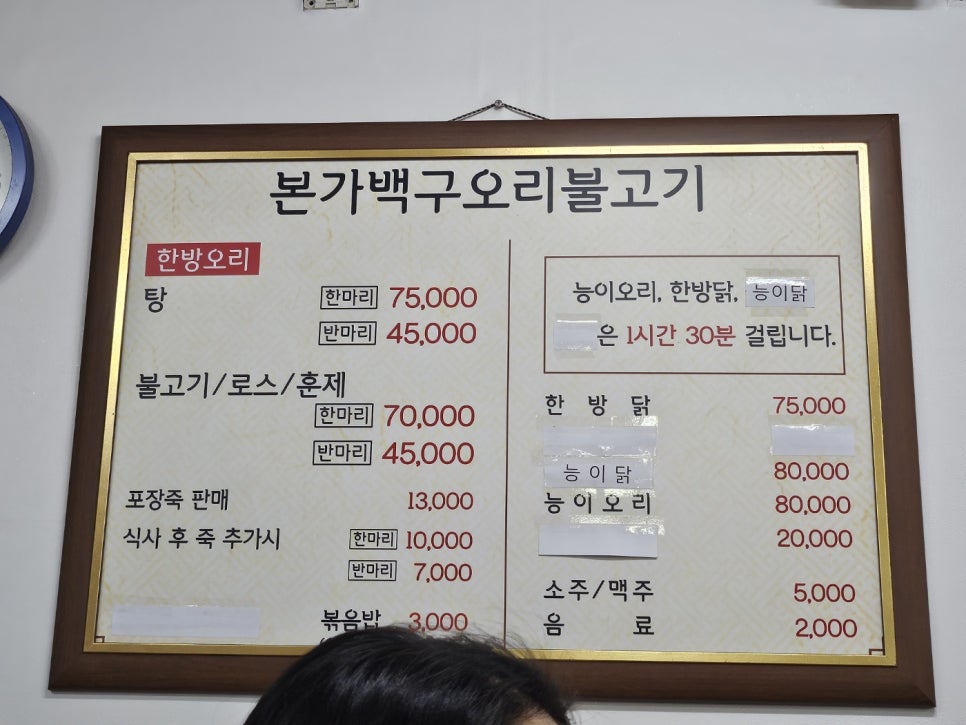 본가백구오리불고기
한방오리
탕 한마리 75,000
반마리 45,000
불고기/로스/훈제
한마리 70,000
반마리 45,000
포장죽 판매 13,000
식사 후 죽 추가시 한마리 10,000
반마리 7,000
볶음밥 3,000
능이오리, 한방닭, 능이닭
은 1시간 30분 걸립니다.
한방닭 75,000
능이닭 80,000
능이오리 80,000
20,000
소주/맥주 5,000
음료 2,000